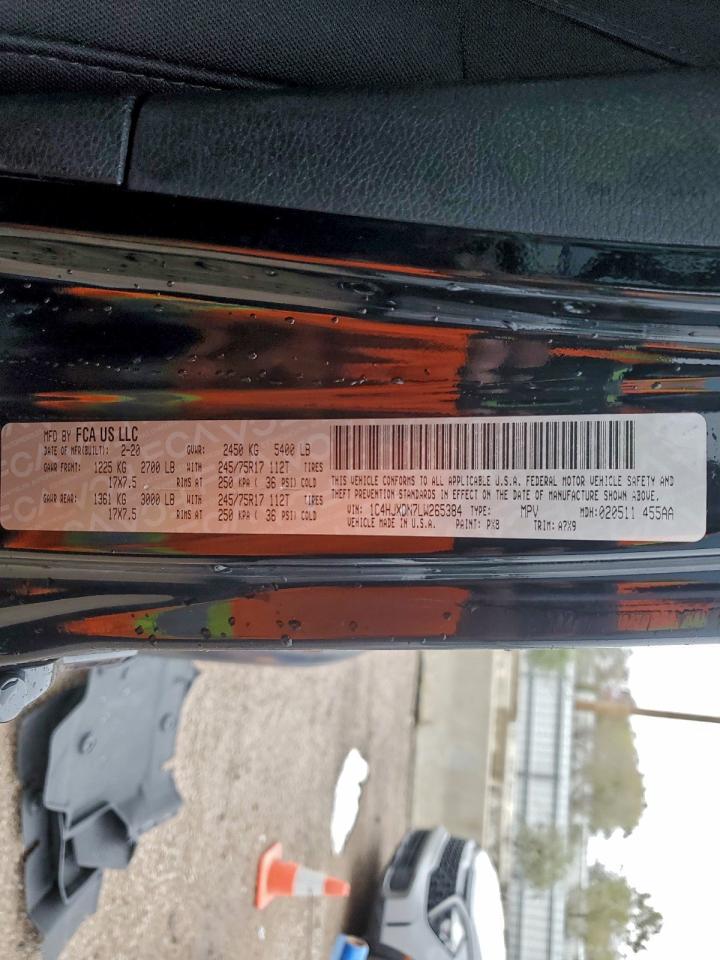 MFD BY FCA US LLC
DATE OF MFR(BUILT): 2-20 GVWR: 2450 KG 5400 LB
GAWR FRONT: 1225 KG 2700 LB WITH 245/75R17 112T TIRES
17X7.5 RIMS AT 250 KPA ( 36 PSI) COLD
GAWR REAR: 1361 KG 3000 LB WITH 245/75R17 112T TIRES
17X7.5 RIMS AT 250 KPA ( 36 PSI) COLD
THIS VEHICLE CONFORMS TO ALL APPLICABLE U.S.A. FEDERAL MOTOR VEHICLE SAFETY AND
THEFT PREVENTION STANDARDS IN EFFECT ON THE DATE OF MANUFACTURE SHOWN ABOVE.
VIN: 1C4HJXDN7LW265384 TYPE: MPV MDH:020511 455AA
MADE IN U.S.A. PAINT: PX8 TRIM: A7X9